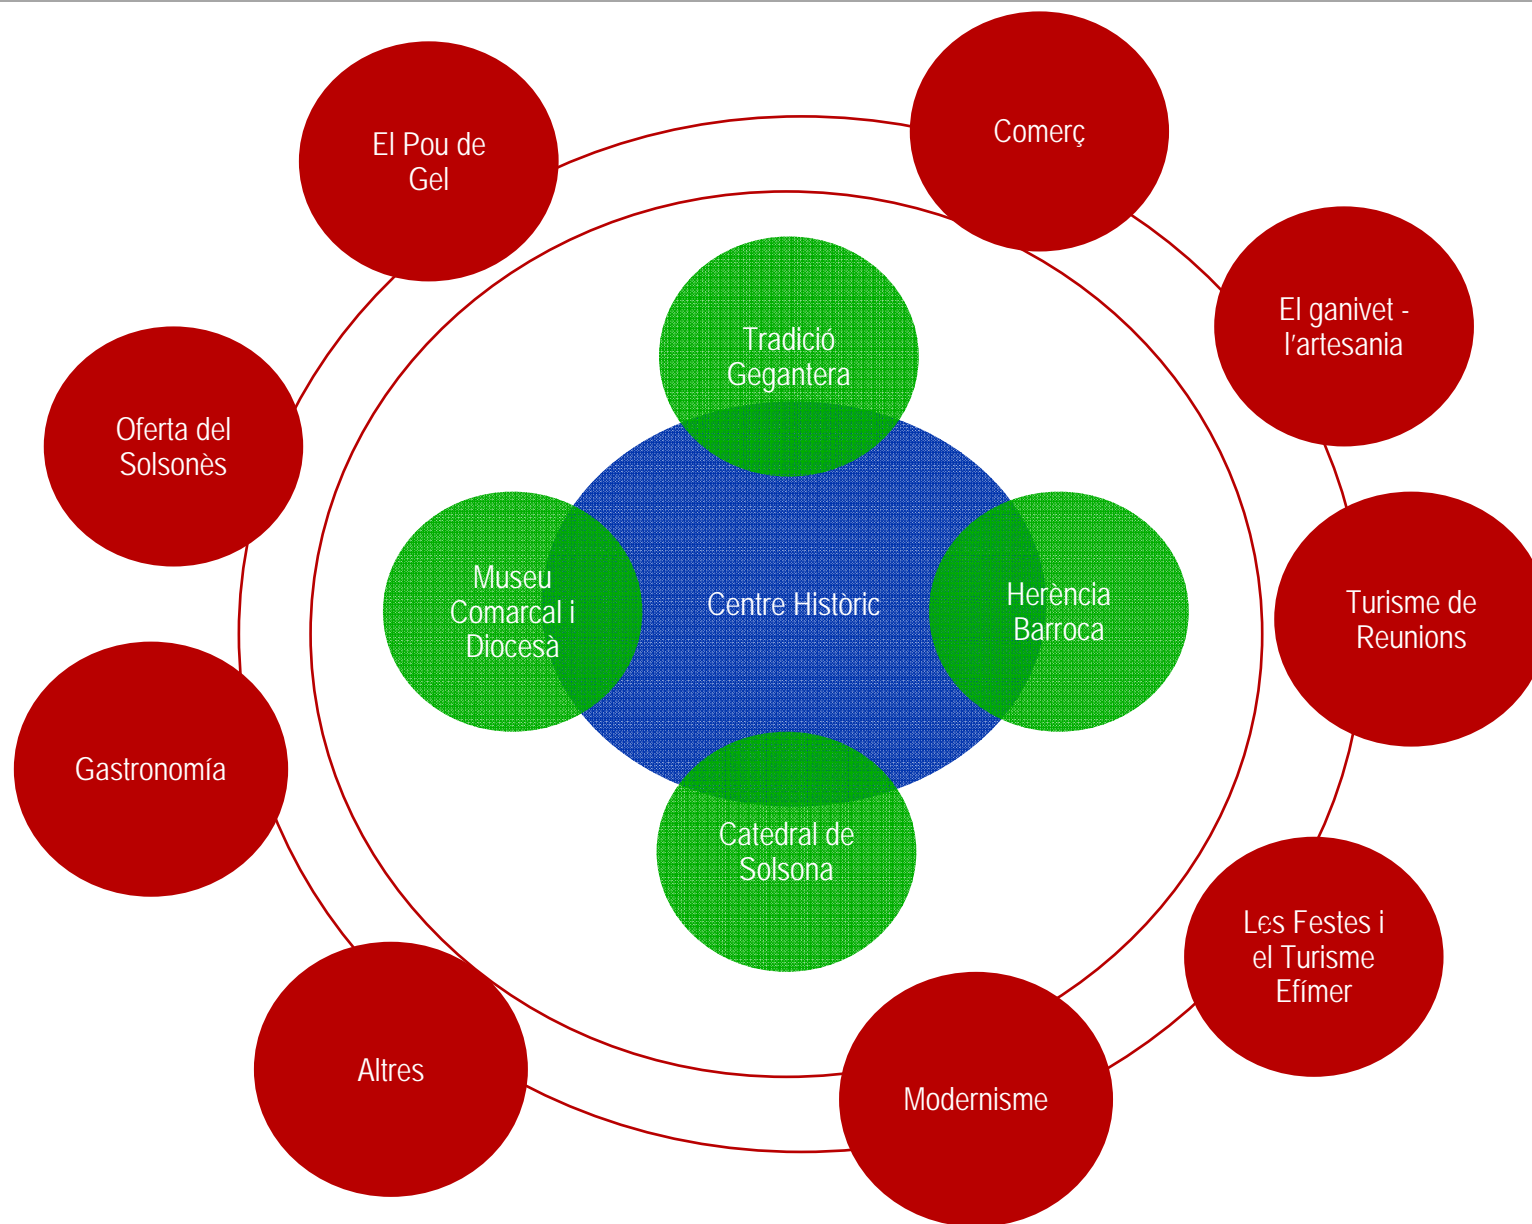 Comerç
El Pou de
Gel
El ganivet -
l'artesania
Tradició
Gegantera
Oferta del
Solsonès
Museu
Comarcal i
Diocesà
Centre Històric
Herència
Barroca
Turisme de
Reunions
Gastronomía
Catedral de
Solsona
Les Festes i
el Turisme
Efímer
Altres
Modernisme